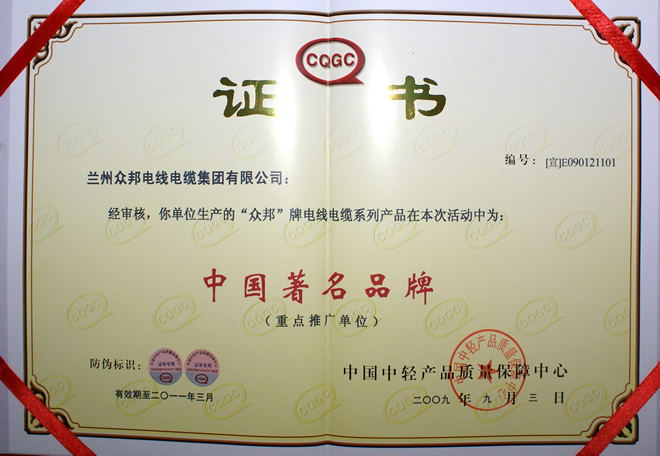 CQGC
证书
编号：[宣]E090121101
兰州众邦电线电缆集团有限公司：
经审核，你单位生产的“众邦”牌电线电缆系列产品在本次活动中为：
中国著名品牌
（重点推广单位）
防伪标识：
有效期至二〇一一年三月
中国中轻产品质量保障中心
二〇〇九 年 九 月 三 日